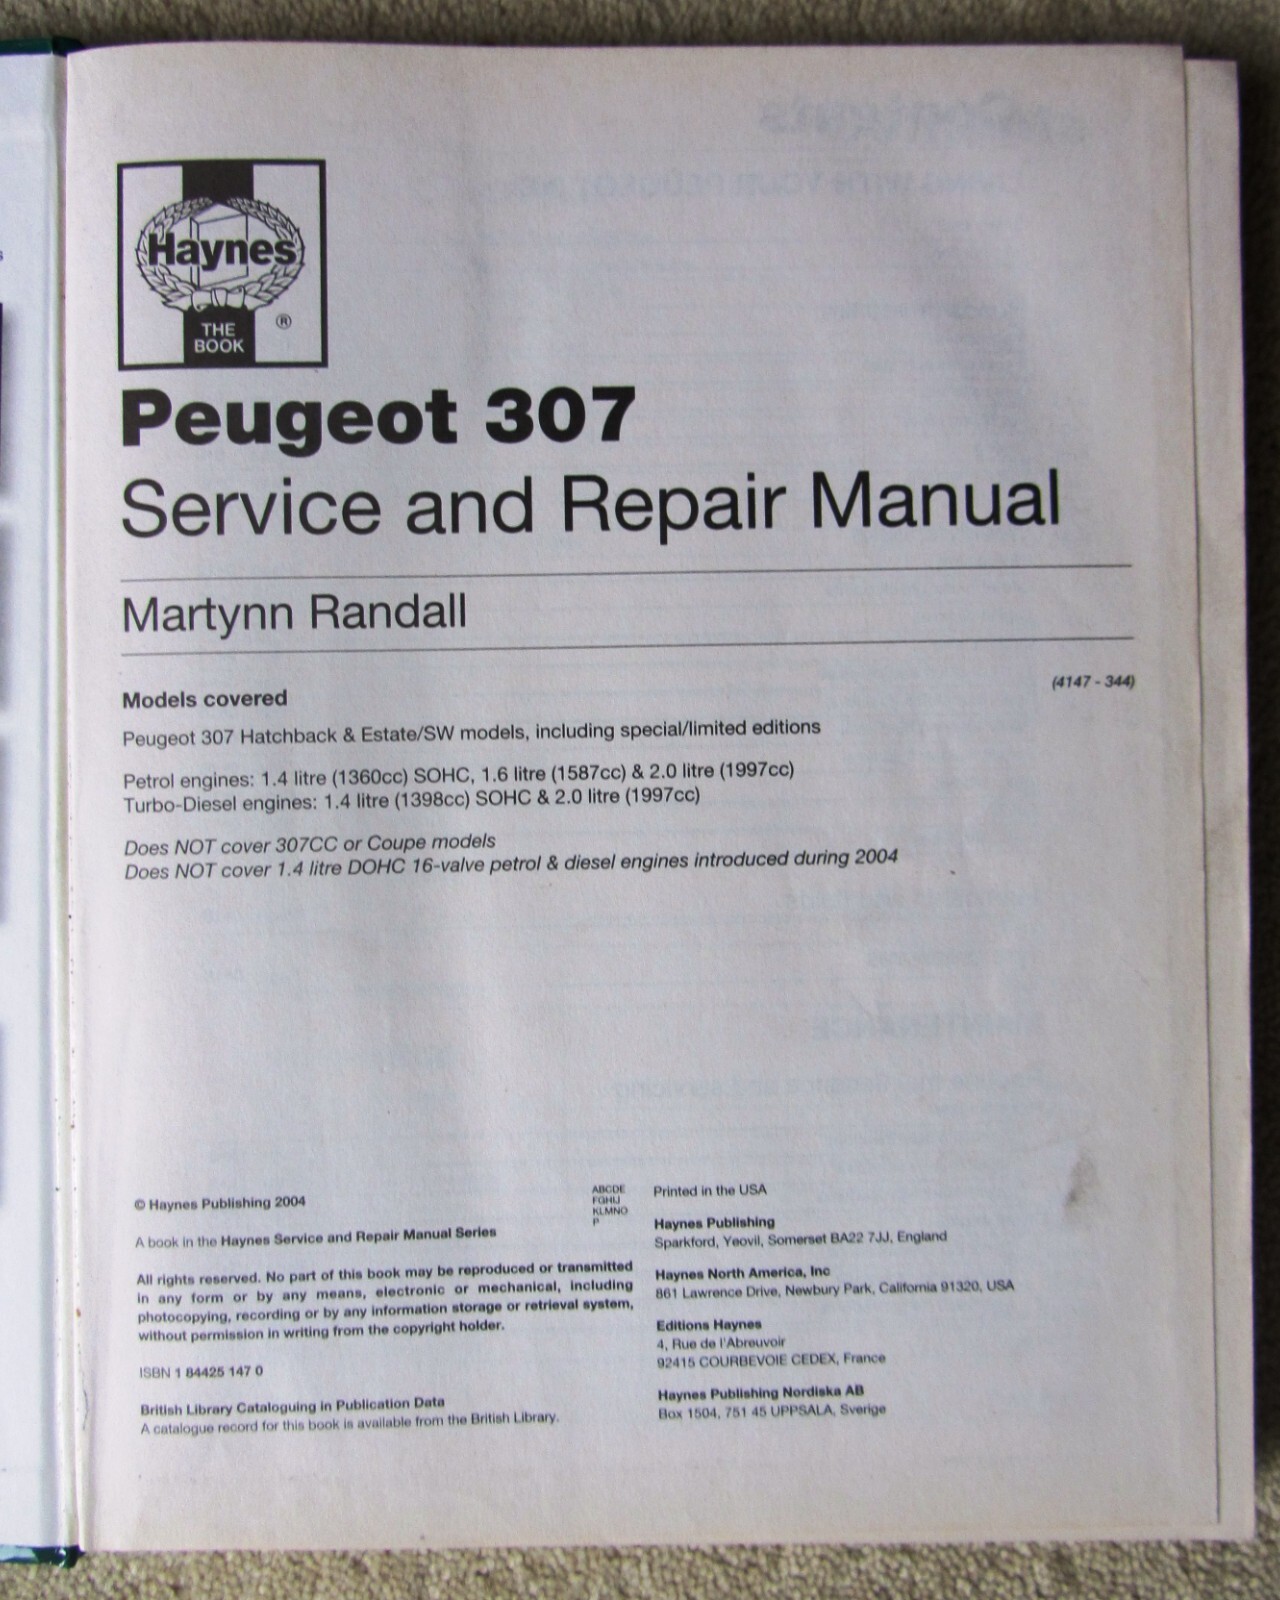 Haynes
THE
BOOK
®
Peugeot 307
Service and Repair Manual
Martynn Randall
(4147 - 344)
Models covered
Peugeot 307 Hatchback & Estate/SW models, including special/limited editions
Petrol engines: 1.4 litre (1360cc) SOHC, 1.6 litre (1587cc) & 2.0 litre (1997cc)
Turbo-Diesel engines: 1.4 litre (1398cc) SOHC & 2.0 litre (1997cc)
Does NOT cover 307CC or Coupe models
Does NOT cover 1.4 litre DOHC 16-valve petrol & diesel engines introduced during 2004
© Haynes Publishing 2004
A book in the Haynes Service and Repair Manual Series
All rights reserved. No part of this book may be reproduced or transmitted
in any form or by any means, electronic or mechanical, including
photocopying, recording or by any information storage or retrieval system,
without permission in writing from the copyright holder.
ISBN 1 84425 147 0
British Library Cataloguing in Publication Data
A catalogue record for this book is available from the British Library.
ABCDE
FGHIJ
KLMNO
P
Printed in the USA
Haynes Publishing
Sparkford, Yeovil, Somerset BA22 7JJ, England
Haynes North America, Inc
861 Lawrence Drive, Newbury Park, California 91320, USA
Editions Haynes
4, Rue de l'Abreuvoir
92415 COURBEVOIE CEDEX, France
Haynes Publishing Nordiska AB
Box 1504, 751 45 UPPSALA, Sverige